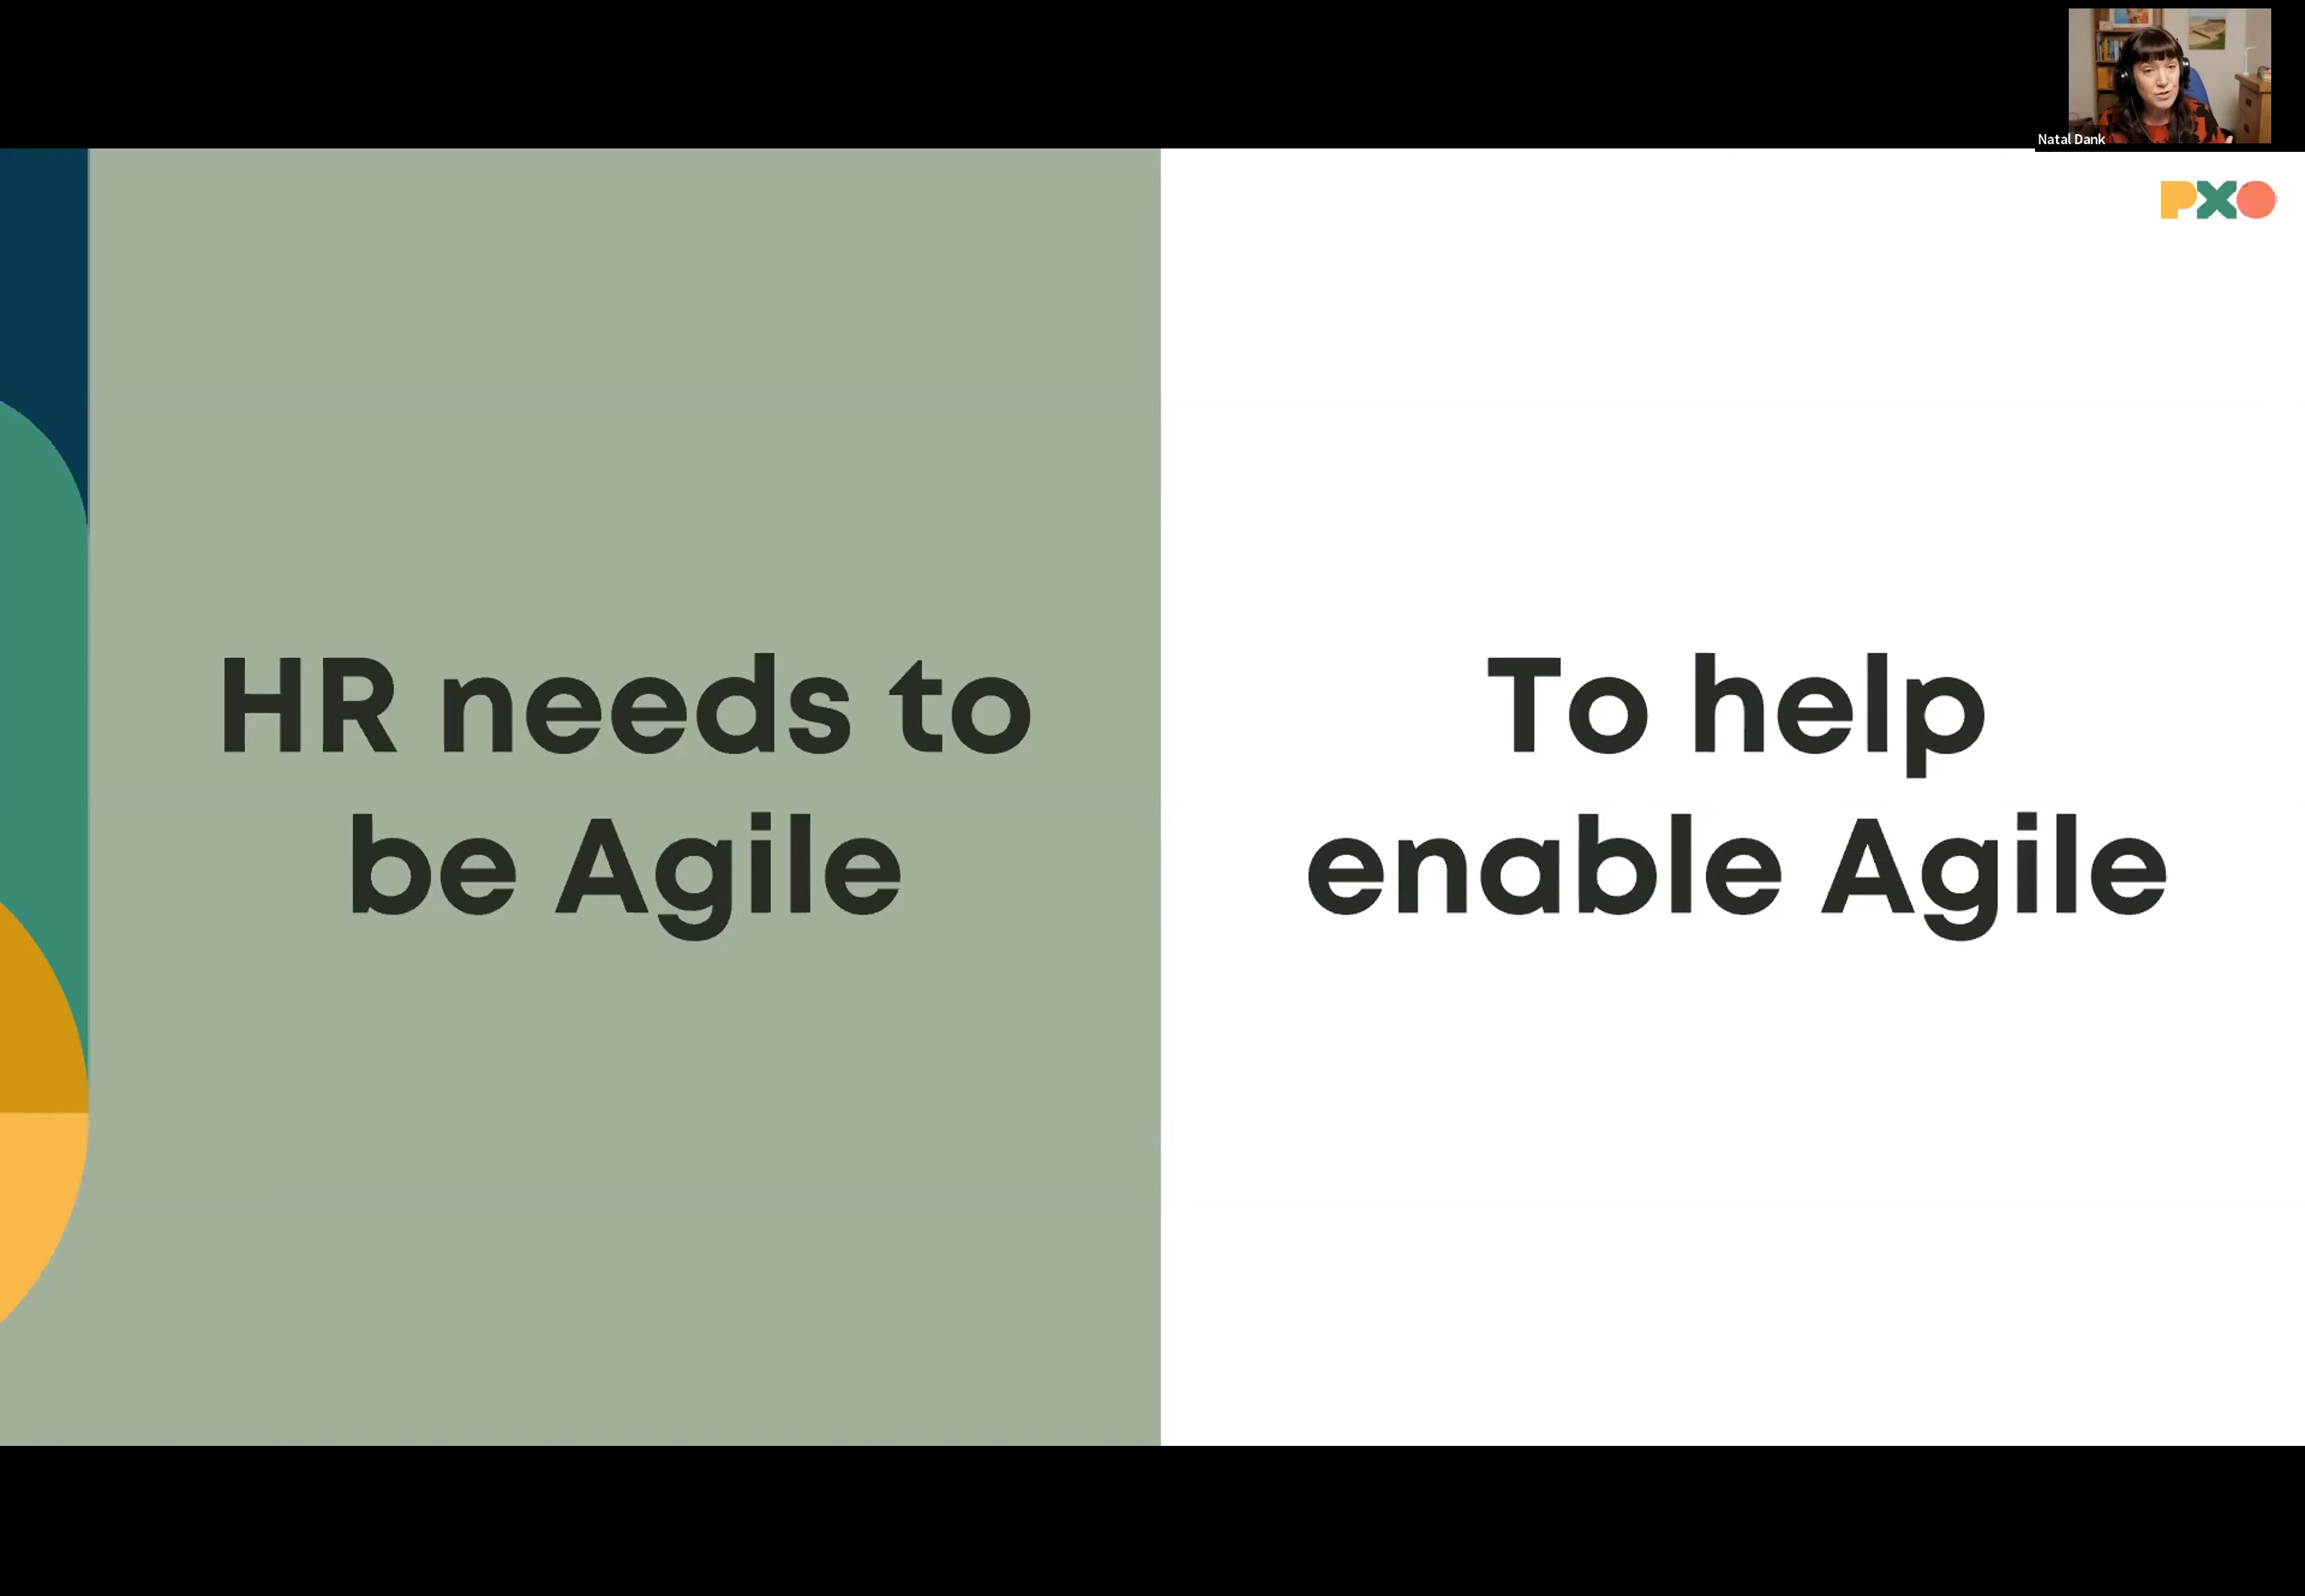 Natal Dank
PXO
HR needs to
be Agile
To help
enable Agile